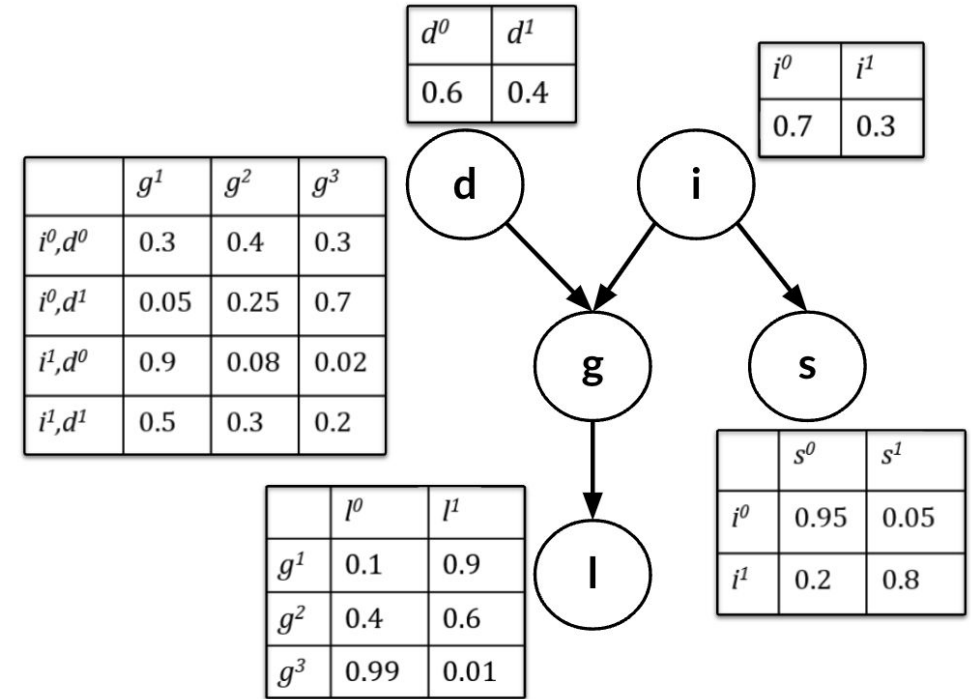 d⁰ d¹
0.6 0.4
i⁰ i¹
0.7 0.3
d
i
g¹ g² g³
i⁰,d⁰ 0.3 0.4 0.3
i⁰,d¹ 0.05 0.25 0.7
i¹,d⁰ 0.9 0.08 0.02
i¹,d¹ 0.5 0.3 0.2
g
s
s⁰ s¹
i⁰ 0.95 0.05
i¹ 0.2 0.8
l⁰ l¹
g¹ 0.1 0.9
g² 0.4 0.6
g³ 0.99 0.01
l